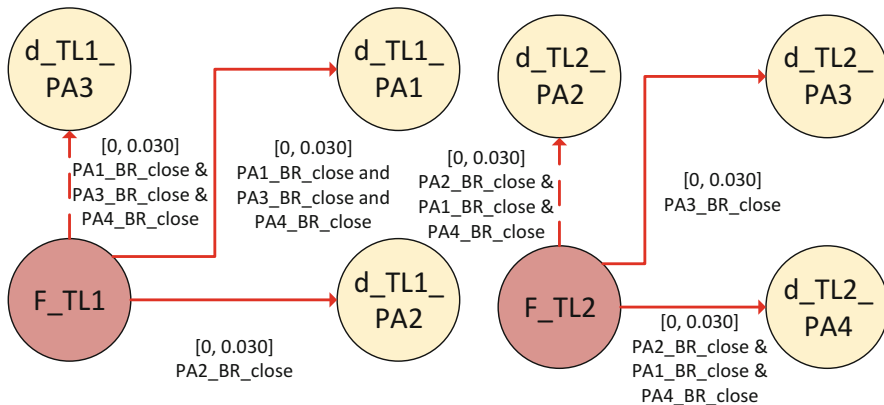 d_TL1_
PA3
[0, 0.030]
PA1_BR_close &
PA3_BR_close &
PA4_BR_close
d_TL1_
PA1
[0, 0.030]
PA1_BR_close and
PA3_BR_close and
PA4_BR_close
F_TL1
d_TL1_
PA2
[0, 0.030]
PA2_BR_close
d_TL2_
PA2
[0, 0.030]
PA2_BR_close &
PA1_BR_close &
PA4_BR_close
d_TL2_
PA3
[0, 0.030]
PA3_BR_close
F_TL2
d_TL2_
PA4
[0, 0.030]
PA2_BR_close &
PA1_BR_close &
PA4_BR_close